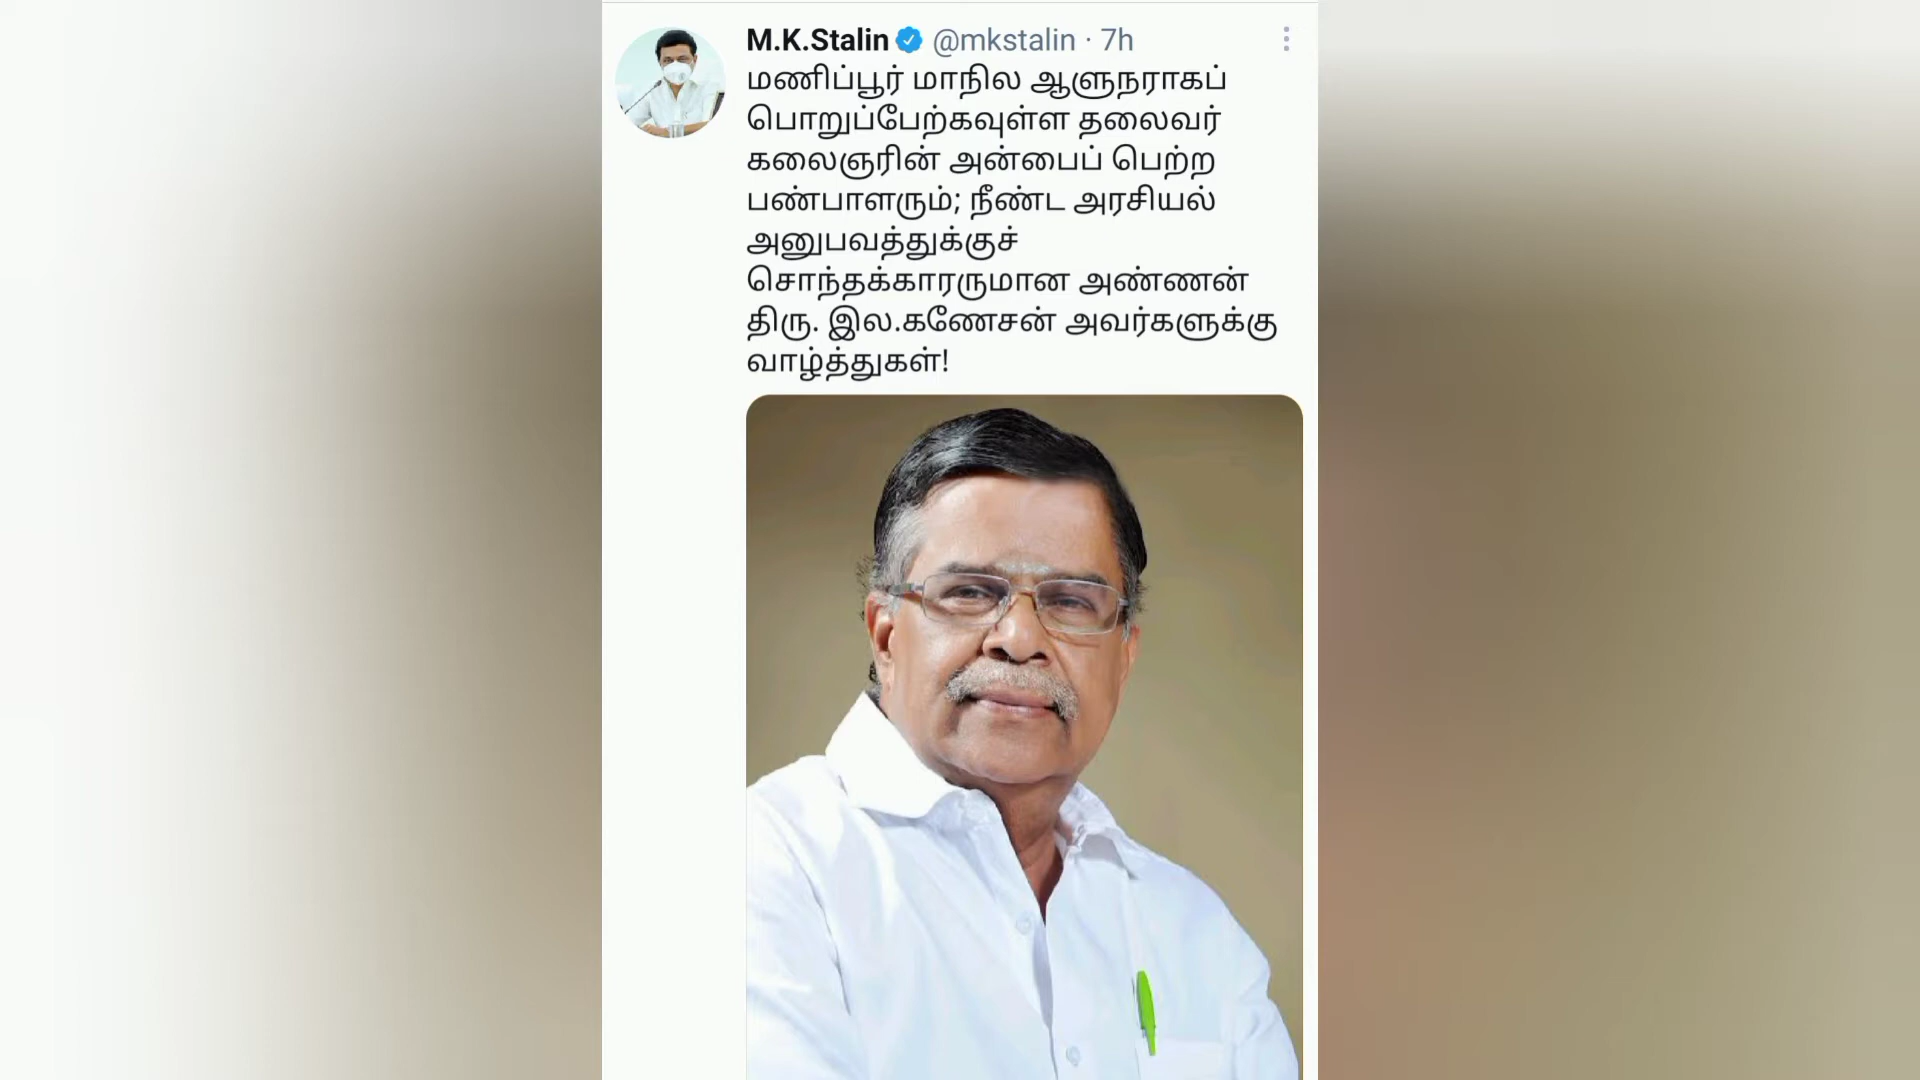 M.K.Stalin @mkstalin · 7h
மணிப்பூர் மாநில ஆளுநராகப்
பொறுப்பேற்கவுள்ள தலைவர்
கலைஞரின் அன்பைப் பெற்ற
பண்பாளரும்; நீண்ட அரசியல்
அனுபவத்துக்குச்
சொந்தக்காரருமான அண்ணன்
திரு. இல.கணேசன் அவர்களுக்கு
வாழ்த்துகள்!